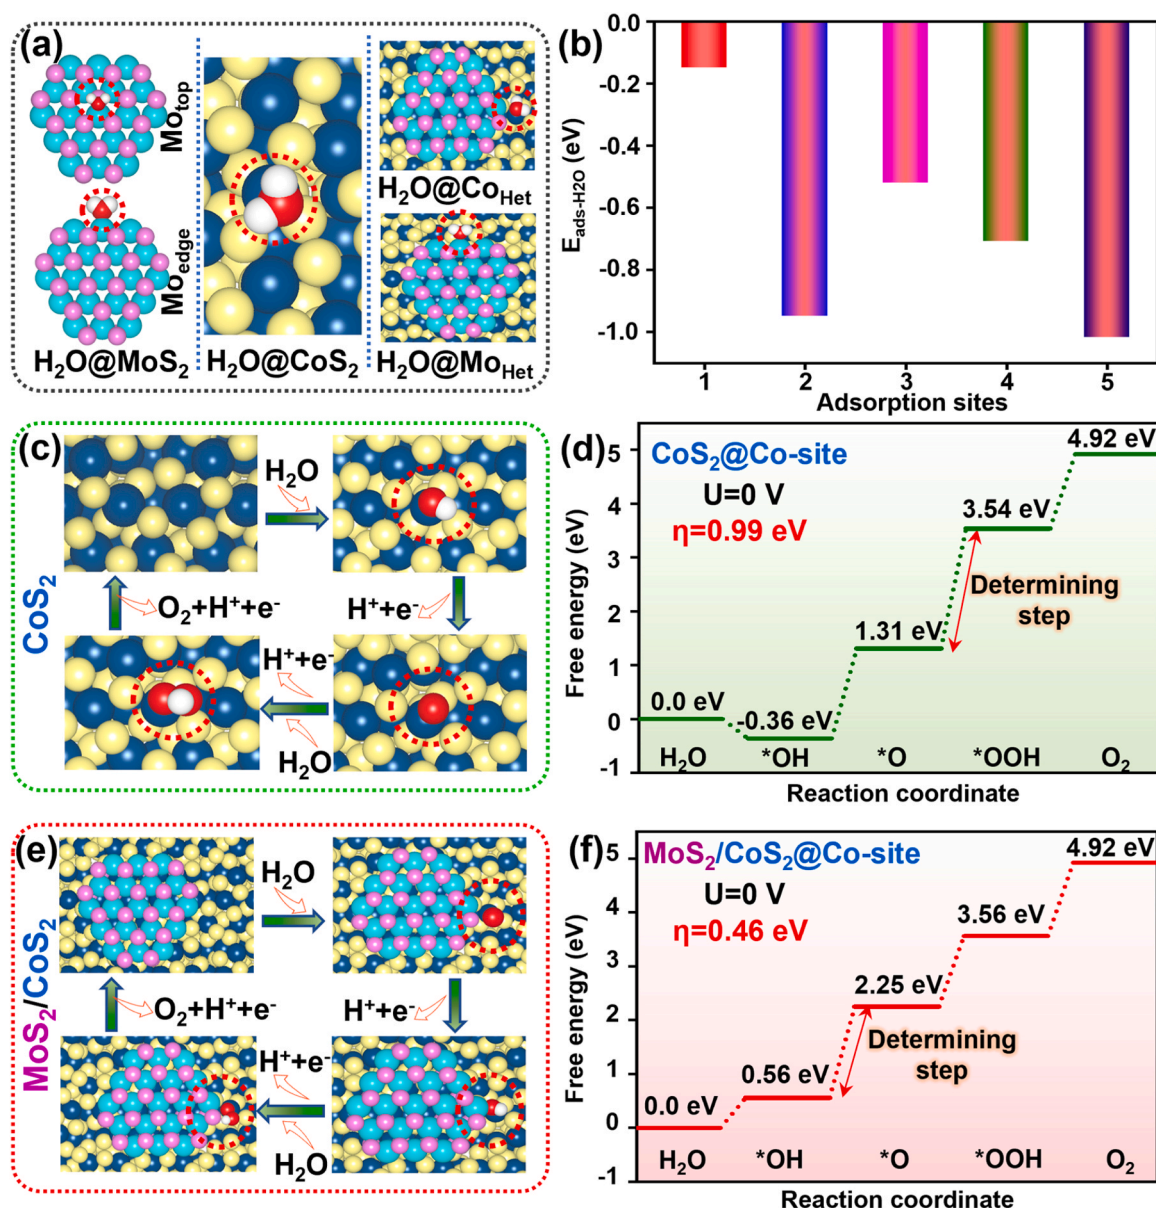 (a)
Mo_top
Mo_edge
H₂O@MoS₂
H₂O@CoS₂
H₂O@Co_Het
H₂O@Mo_Het
(b)
E_ads-H2O (eV)
0.0
-0.2
-0.4
-0.6
-0.8
-1.0
1 2 3 4 5
Adsorption sites
(c)
CoS₂
H₂O
H⁺+e⁻
H⁺+e⁻
H₂O
O₂+H⁺+e⁻
(d)
CoS₂@Co-site
U=0 V
η=0.99 eV
Free energy (eV)
5
4
3
2
1
0
-1
0.0 eV
-0.36 eV
1.31 eV
3.54 eV
4.92 eV
Determining
step
H₂O *OH *O *OOH O₂
Reaction coordinate
(e)
MoS₂/CoS₂
H₂O
H⁺+e⁻
H⁺+e⁻
H₂O
O₂+H⁺+e⁻
(f)
MoS₂/CoS₂@Co-site
U=0 V
η=0.46 eV
Free energy (eV)
5
4
3
2
1
0
-1
0.0 eV
0.56 eV
2.25 eV
3.56 eV
4.92 eV
Determining
step
H₂O *OH *O *OOH O₂
Reaction coordinate